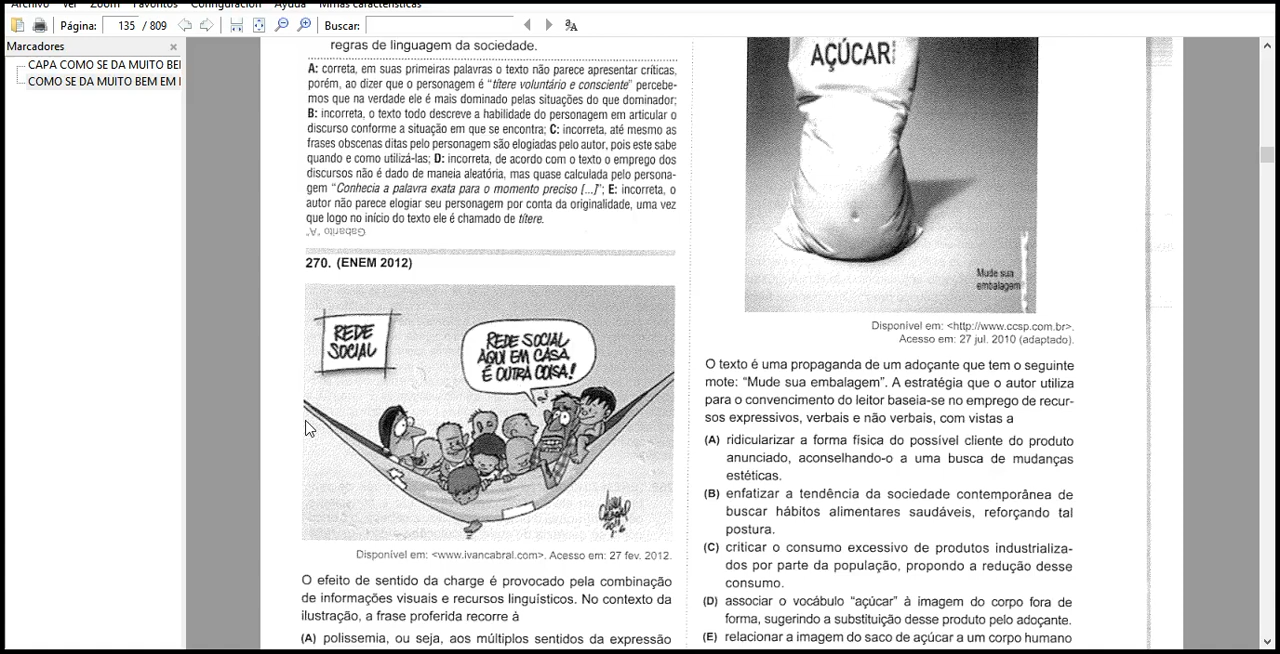 Archivo Ver Zoom Favoritos Configuración Ayuda
Página: 135 / 809 Buscar:
Marcadores
CAPA COMO SE DA MUITO BE
COMO SE DA MUITO BEM EM
regras de linguagem da sociedade.
A: correta, em suas primeiras palavras o texto não parece apresentar críticas,
porém, ao dizer que o personagem é “títere voluntário e consciente” percebe-
mos que na verdade ele é mais dominado pelas situações do que dominador;
B: incorreta, o texto todo descreve a habilidade do personagem em articular o
discurso conforme a situação em que se encontra; C: incorreta, até mesmo as
frases obscenas ditas pelo personagem são elogiadas pelo autor, pois este sabe
quando e como utilizá-las; D: incorreta, de acordo com o texto o emprego dos
discursos não é dado de maneia aleatória, mas quase calculada pelo persona-
gem “Conhecia a palavra exata para o momento preciso [...]”; E: incorreta, o
autor não parece elogiar seu personagem por conta da originalidade, uma vez
que logo no início do texto ele é chamado de títere.
Gabarito “A”
270. (ENEM 2012)
REDE
SOCIAL
REDE SOCIAL
AQUI EM CASA
É OUTRA COISA!
Disponível em: <www.ivancabral.com>. Acesso em: 27 fev. 2012.
O efeito de sentido da charge é provocado pela combinação
de informações visuais e recursos linguísticos. No contexto da
ilustração, a frase proferida recorre à
(A) polissemia, ou seja, aos múltiplos sentidos da expressão
AÇÚCAR
Mude sua
embalagem
Disponível em: <http://www.ccsp.com.br>.
Acesso em: 27 jul. 2010 (adaptado).
O texto é uma propaganda de um adoçante que tem o seguinte
mote: “Mude sua embalagem”. A estratégia que o autor utiliza
para o convencimento do leitor baseia-se no emprego de recur-
sos expressivos, verbais e não verbais, com vistas a
(A) ridicularizar a forma física do possível cliente do produto
anunciado, aconselhando-o a uma busca de mudanças
estéticas.
(B) enfatizar a tendência da sociedade contemporânea de
buscar hábitos alimentares saudáveis, reforçando tal
postura.
(C) criticar o consumo excessivo de produtos industrializa-
dos por parte da população, propondo a redução desse
consumo.
(D) associar o vocábulo “açúcar” à imagem do corpo fora de
forma, sugerindo a substituição desse produto pelo adoçante.
(E) relacionar a imagem do saco de açúcar a um corpo humano